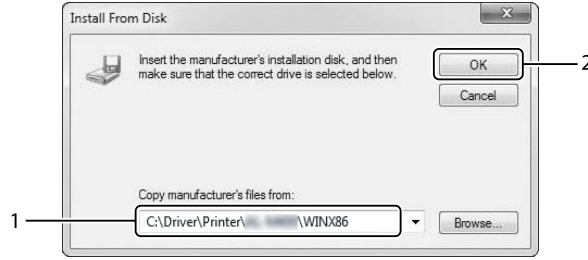 Install From Disk
Insert the manufacturer's installation disk, and then
make sure that the correct drive is selected below.
OK
2
Cancel
Copy manufacturer's files from:
1
C:\Driver\Printer\ \WINX86
Browse...